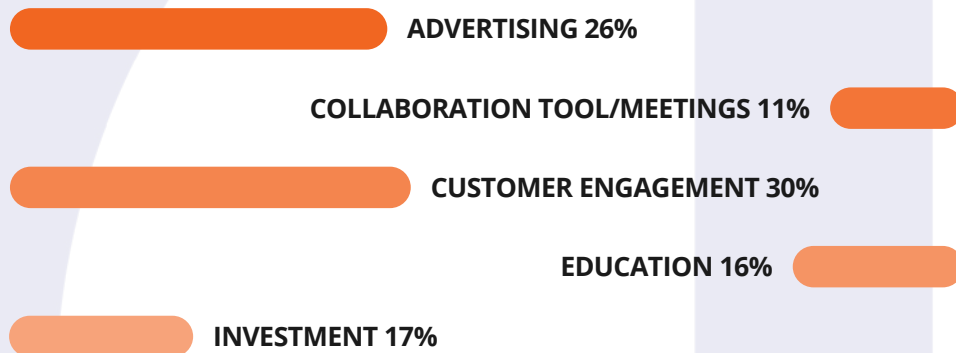 ADVERTISING 26%
COLLABORATION TOOL/MEETINGS 11%
CUSTOMER ENGAGEMENT 30%
EDUCATION 16%
INVESTMENT 17%